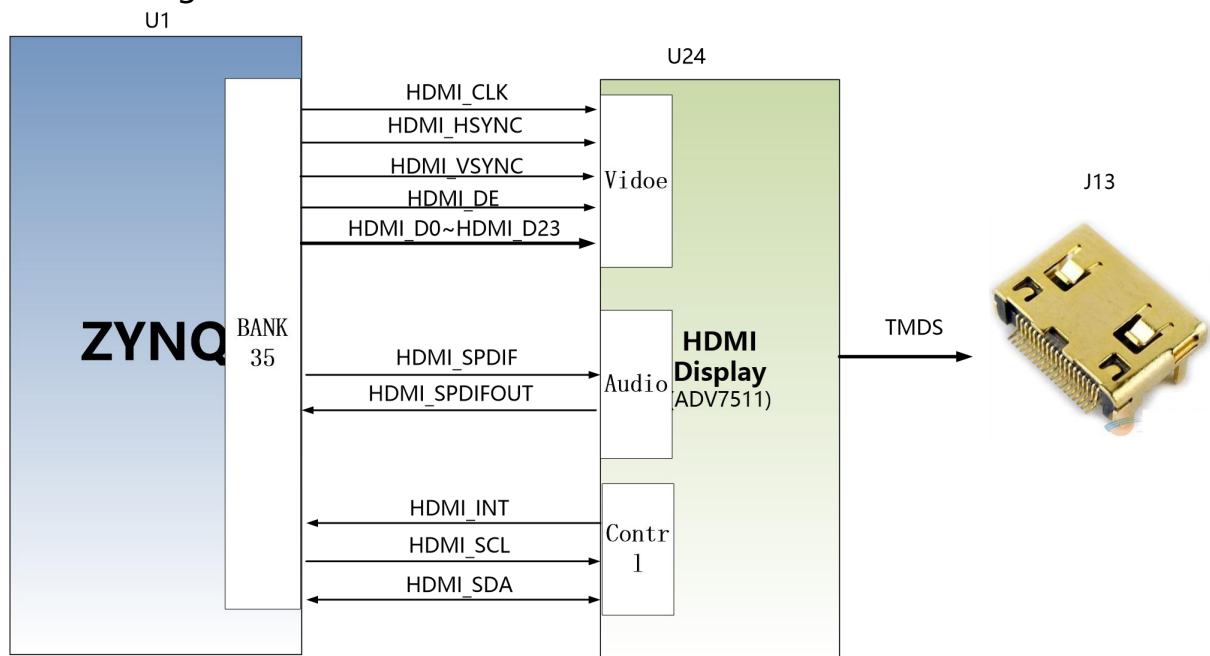 U1
U24
HDMI_CLK
HDMI_HSYNC
HDMI_VSYNC
HDMI_DE
HDMI_D0~HDMI_D23
Vidoe
J13
ZYNQ
BANK
35
HDMI_SPDIF
HDMI_SPDIFOUT
Audio
HDMI
Display
(ADV7511)
TMDS
HDMI_INT
HDMI_SCL
HDMI_SDA
Contr
l